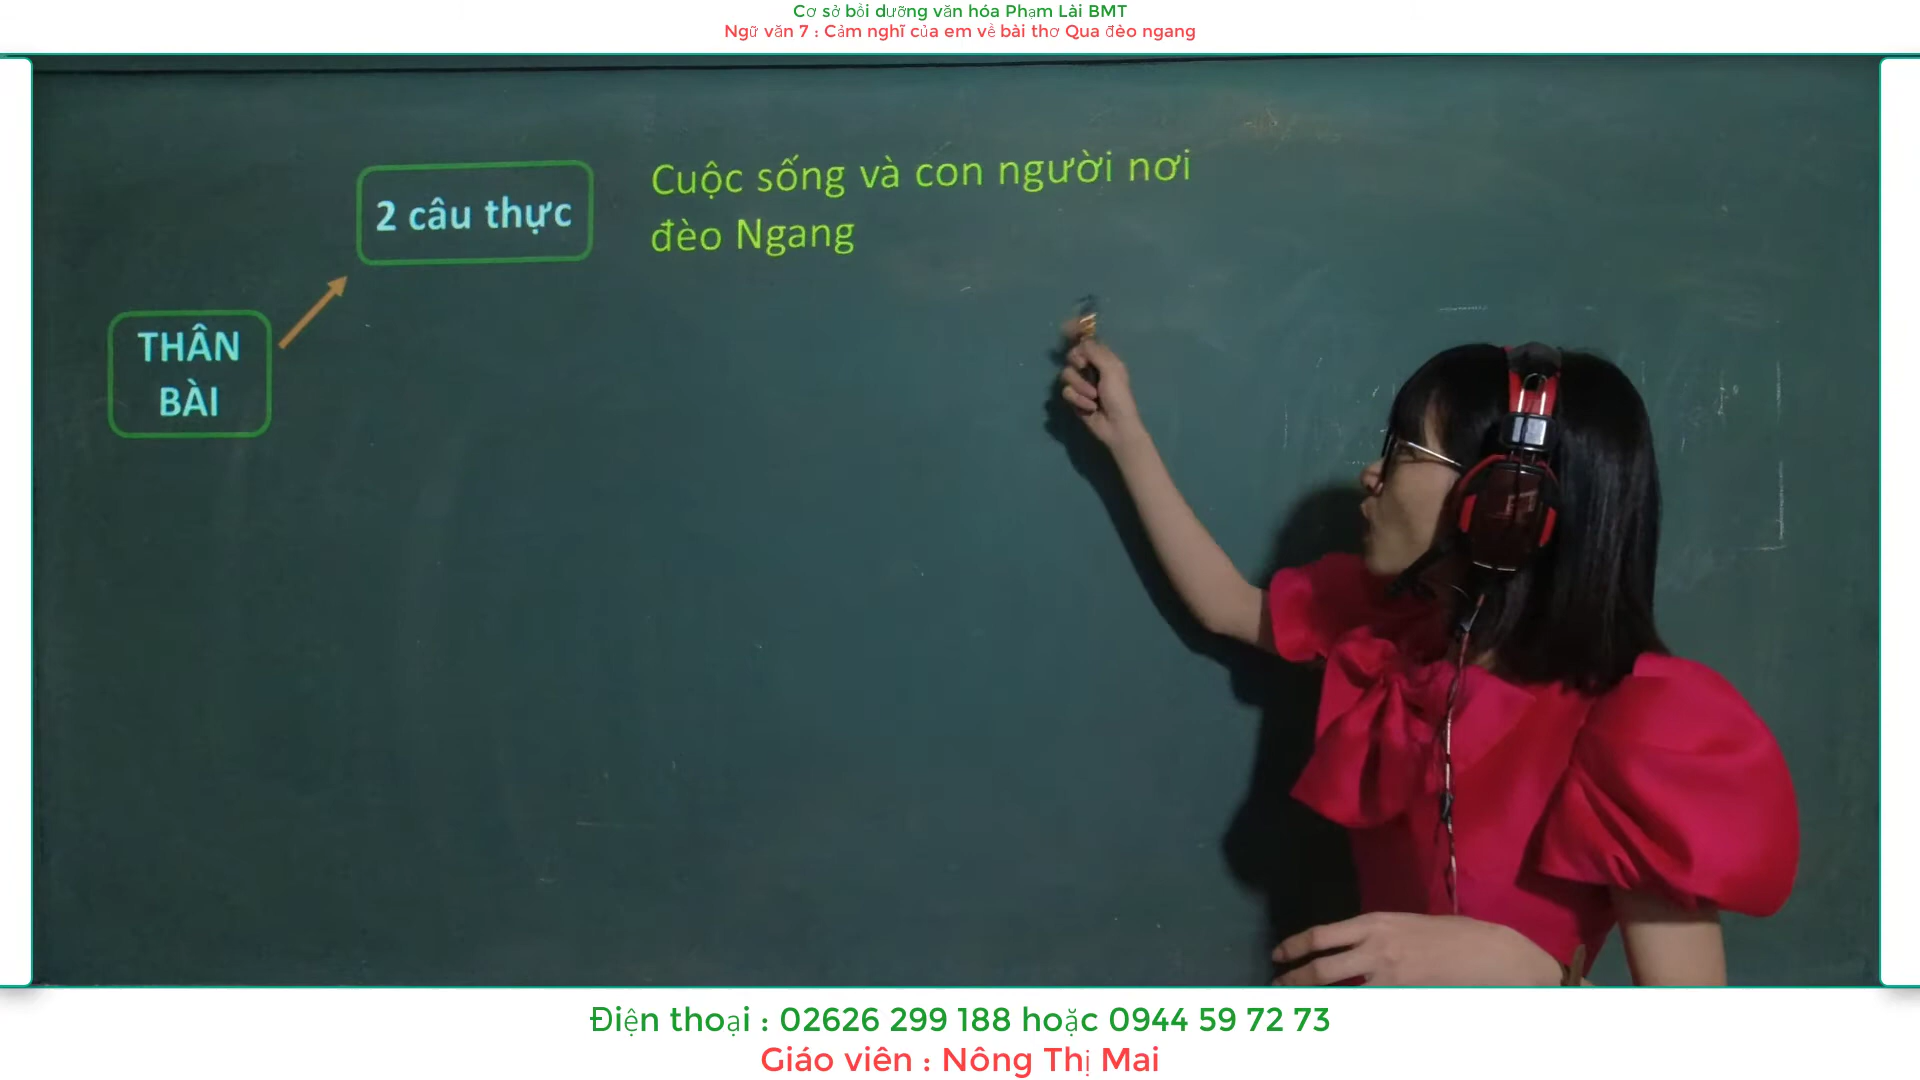 Cơ sở bồi dưỡng văn hóa Phạm Lài BMT
Ngữ văn 7 : Cảm nghĩ của em về bài thơ Qua đèo ngang
2 câu thực
Cuộc sống và con người nơi
đèo Ngang
THÂN
BÀI
Điện thoại : 02626 299 188 hoặc 0944 59 72 73
Giáo viên : Nông Thị Mai